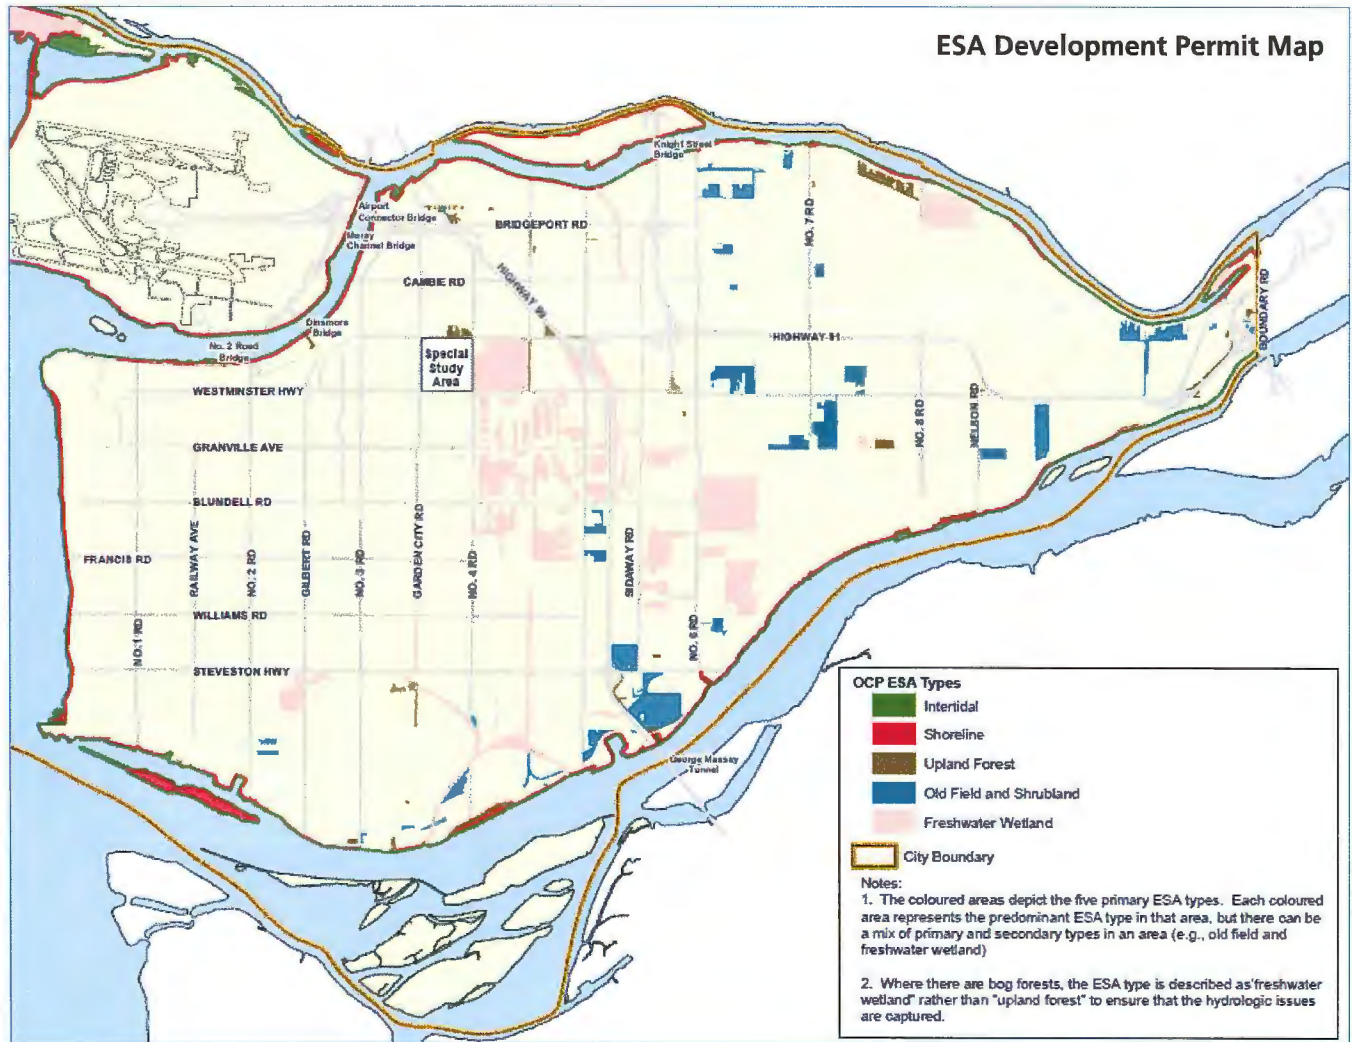 ESA Development Permit Map
Knight Street
Bridge
Airport
Connector Bridge
Moray
Channel Bridge
BRIDGEPORT RD
NO. 7 RD
CAMBIE RD
HIGHWAY 99
BOUNDARY RD
Dinsmore
Bridge
No. 2 Road
Bridge
HIGHWAY 91
Special
Study
Area
WESTMINSTER HWY
NO. 8 RD
NELSON RD
GRANVILLE AVE
BLUNDELL RD
RAILWAY AVE
NO. 2 RD
GILBERT RD
NO. 3 RD
GARDEN CITY RD
NO. 4 RD
SIDAWAY RD
FRANCIS RD
WILLIAMS RD
NO. 1 RD
NO. 6 RD
STEVESTON HWY
George Massey
Tunnel
OCP ESA Types
Intertidal
Shoreline
Upland Forest
Old Field and Shrubland
Freshwater Wetland
City Boundary
Notes:
1. The coloured areas depict the five primary ESA types. Each coloured
area represents the predominant ESA type in that area, but there can be
a mix of primary and secondary types in an area (e.g., old field and
freshwater wetland)
2. Where there are bog forests, the ESA type is described as"freshwater
wetland" rather than "upland forest" to ensure that the hydrologic issues
are captured.